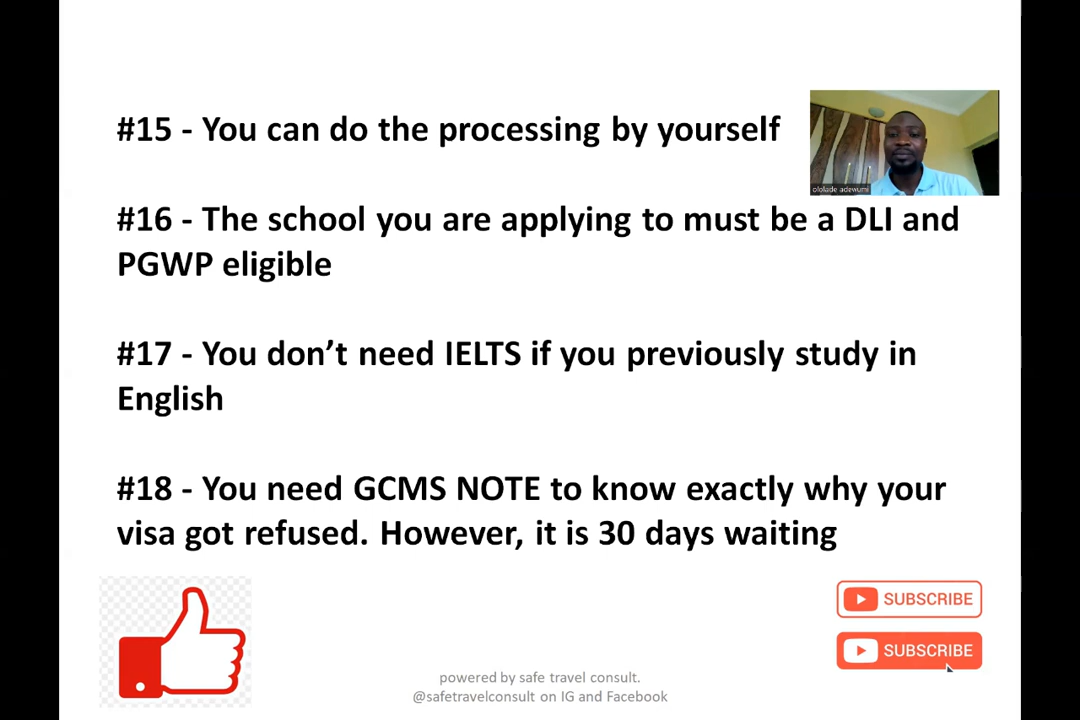 #15 - You can do the processing by yourself
ololade adewumi
#16 - The school you are applying to must be a DLI and
PGWP eligible
#17 - You don’t need IELTS if you previously study in
English
#18 - You need GCMS NOTE to know exactly why your
visa got refused. However, it is 30 days waiting
SUBSCRIBE
SUBSCRIBE
powered by safe travel consult.
@safetravelconsult on IG and Facebook